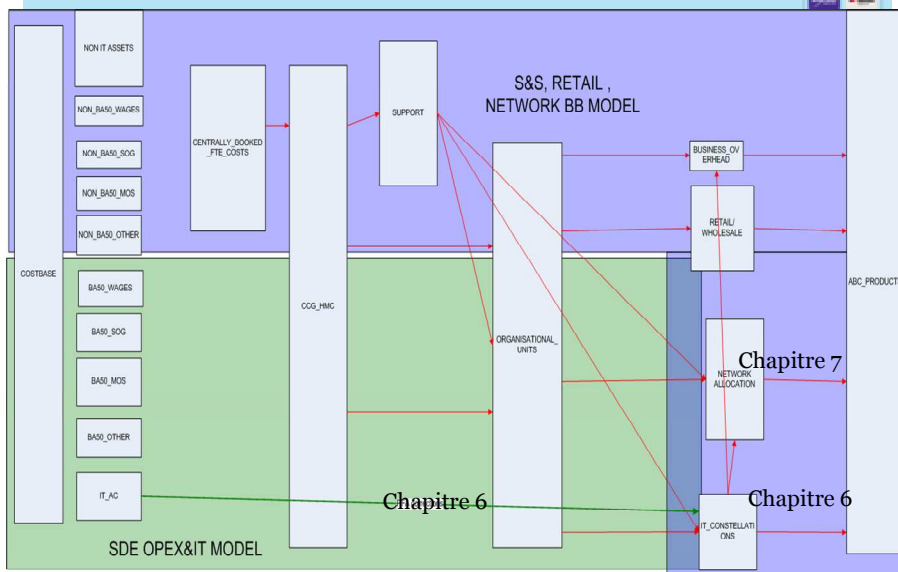 NON IT ASSETS
S&S, RETAIL ,
NETWORK BB MODEL
SUPPORT
NON_BA50_WAGES
CENTRALLY_BOOKED
_FTE_COSTS
NON_BA50_SOG
BUSINESS_OV
ERHEAD
NON_BA50_MOS
NON_BA50_OTHER
RETAIL/
WHOLESALE
COSTBASE
BA50_WAGES
CCG_HMC
ABC_PRODUCTS
BA50_SOG
ORGANISATIONAL_
UNITS
Chapitre 7
BA50_MOS
NETWORK
ALLOCATION
BA50_OTHER
IT_AC
Chapitre 6
Chapitre 6
IT_CONSTELLATI
ONS
SDE OPEX&IT MODEL